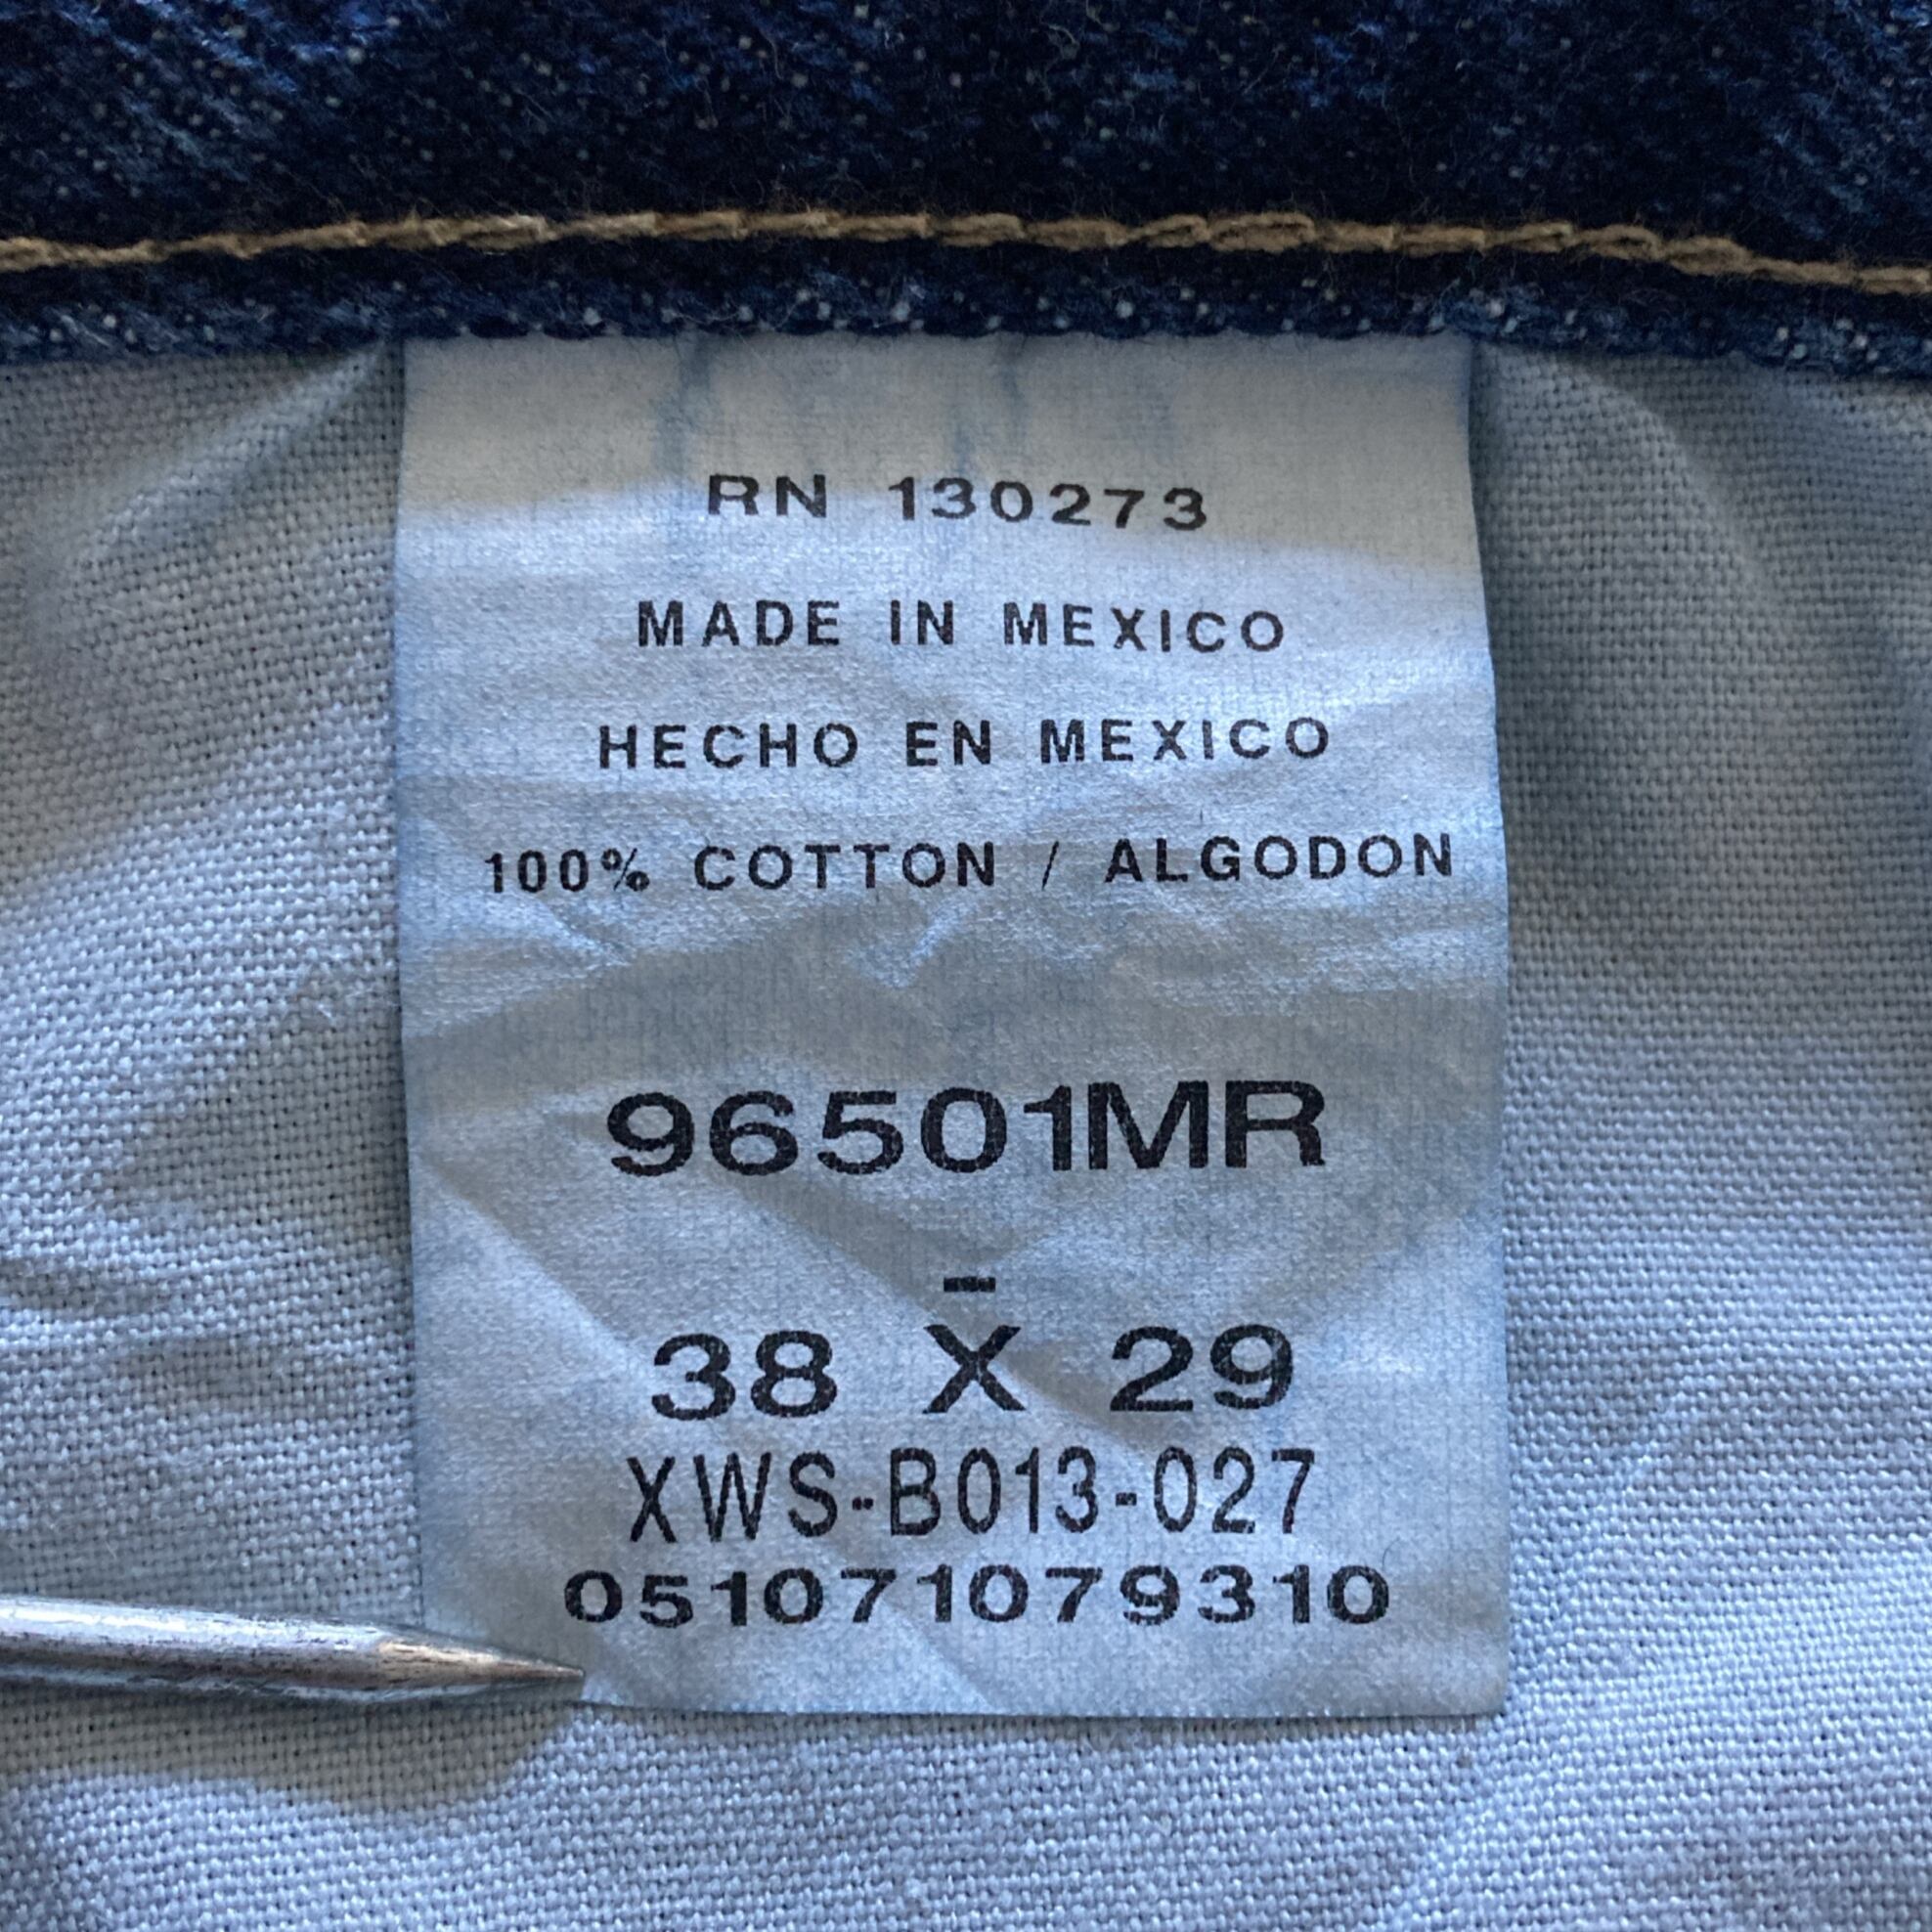 RN 130273
MADE IN MEXICO
HECHO EN MEXICO
100% COTTON / ALGODON
96501MR
-
38 X 29
XWS-B013-027
051071079310